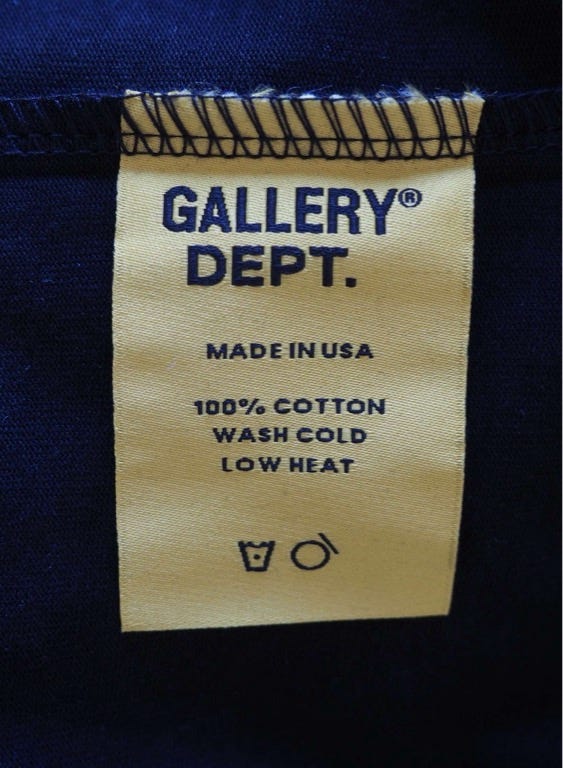 GALLERY®
DEPT.
MADE IN USA
100% COTTON
WASH COLD
LOW HEAT